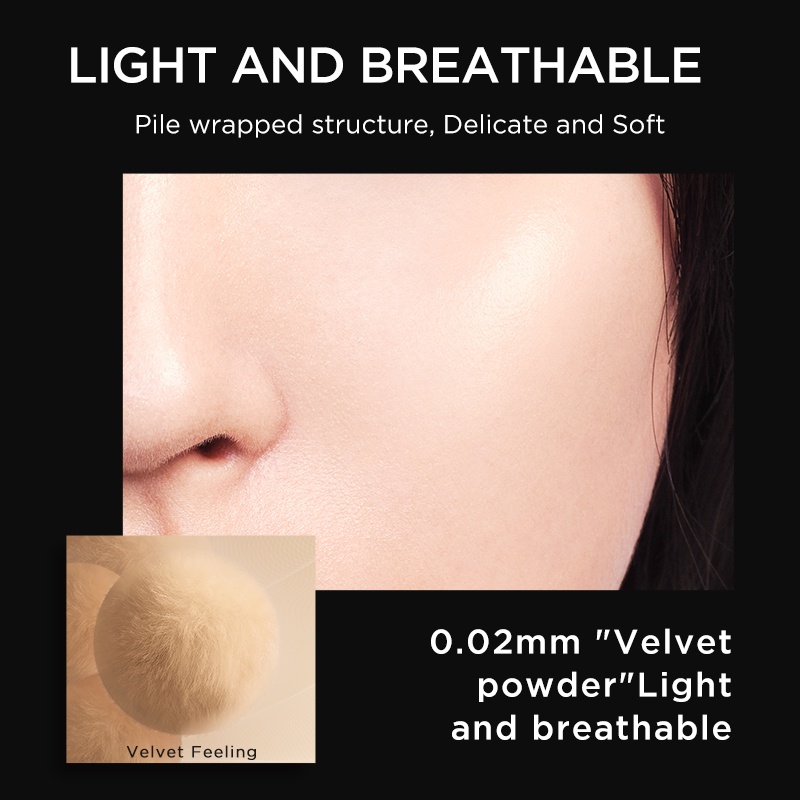 LIGHT AND BREATHABLE
Pile wrapped structure, Delicate and Soft
Velvet Feeling
0.02mm "Velvet
powder"Light
and breathable